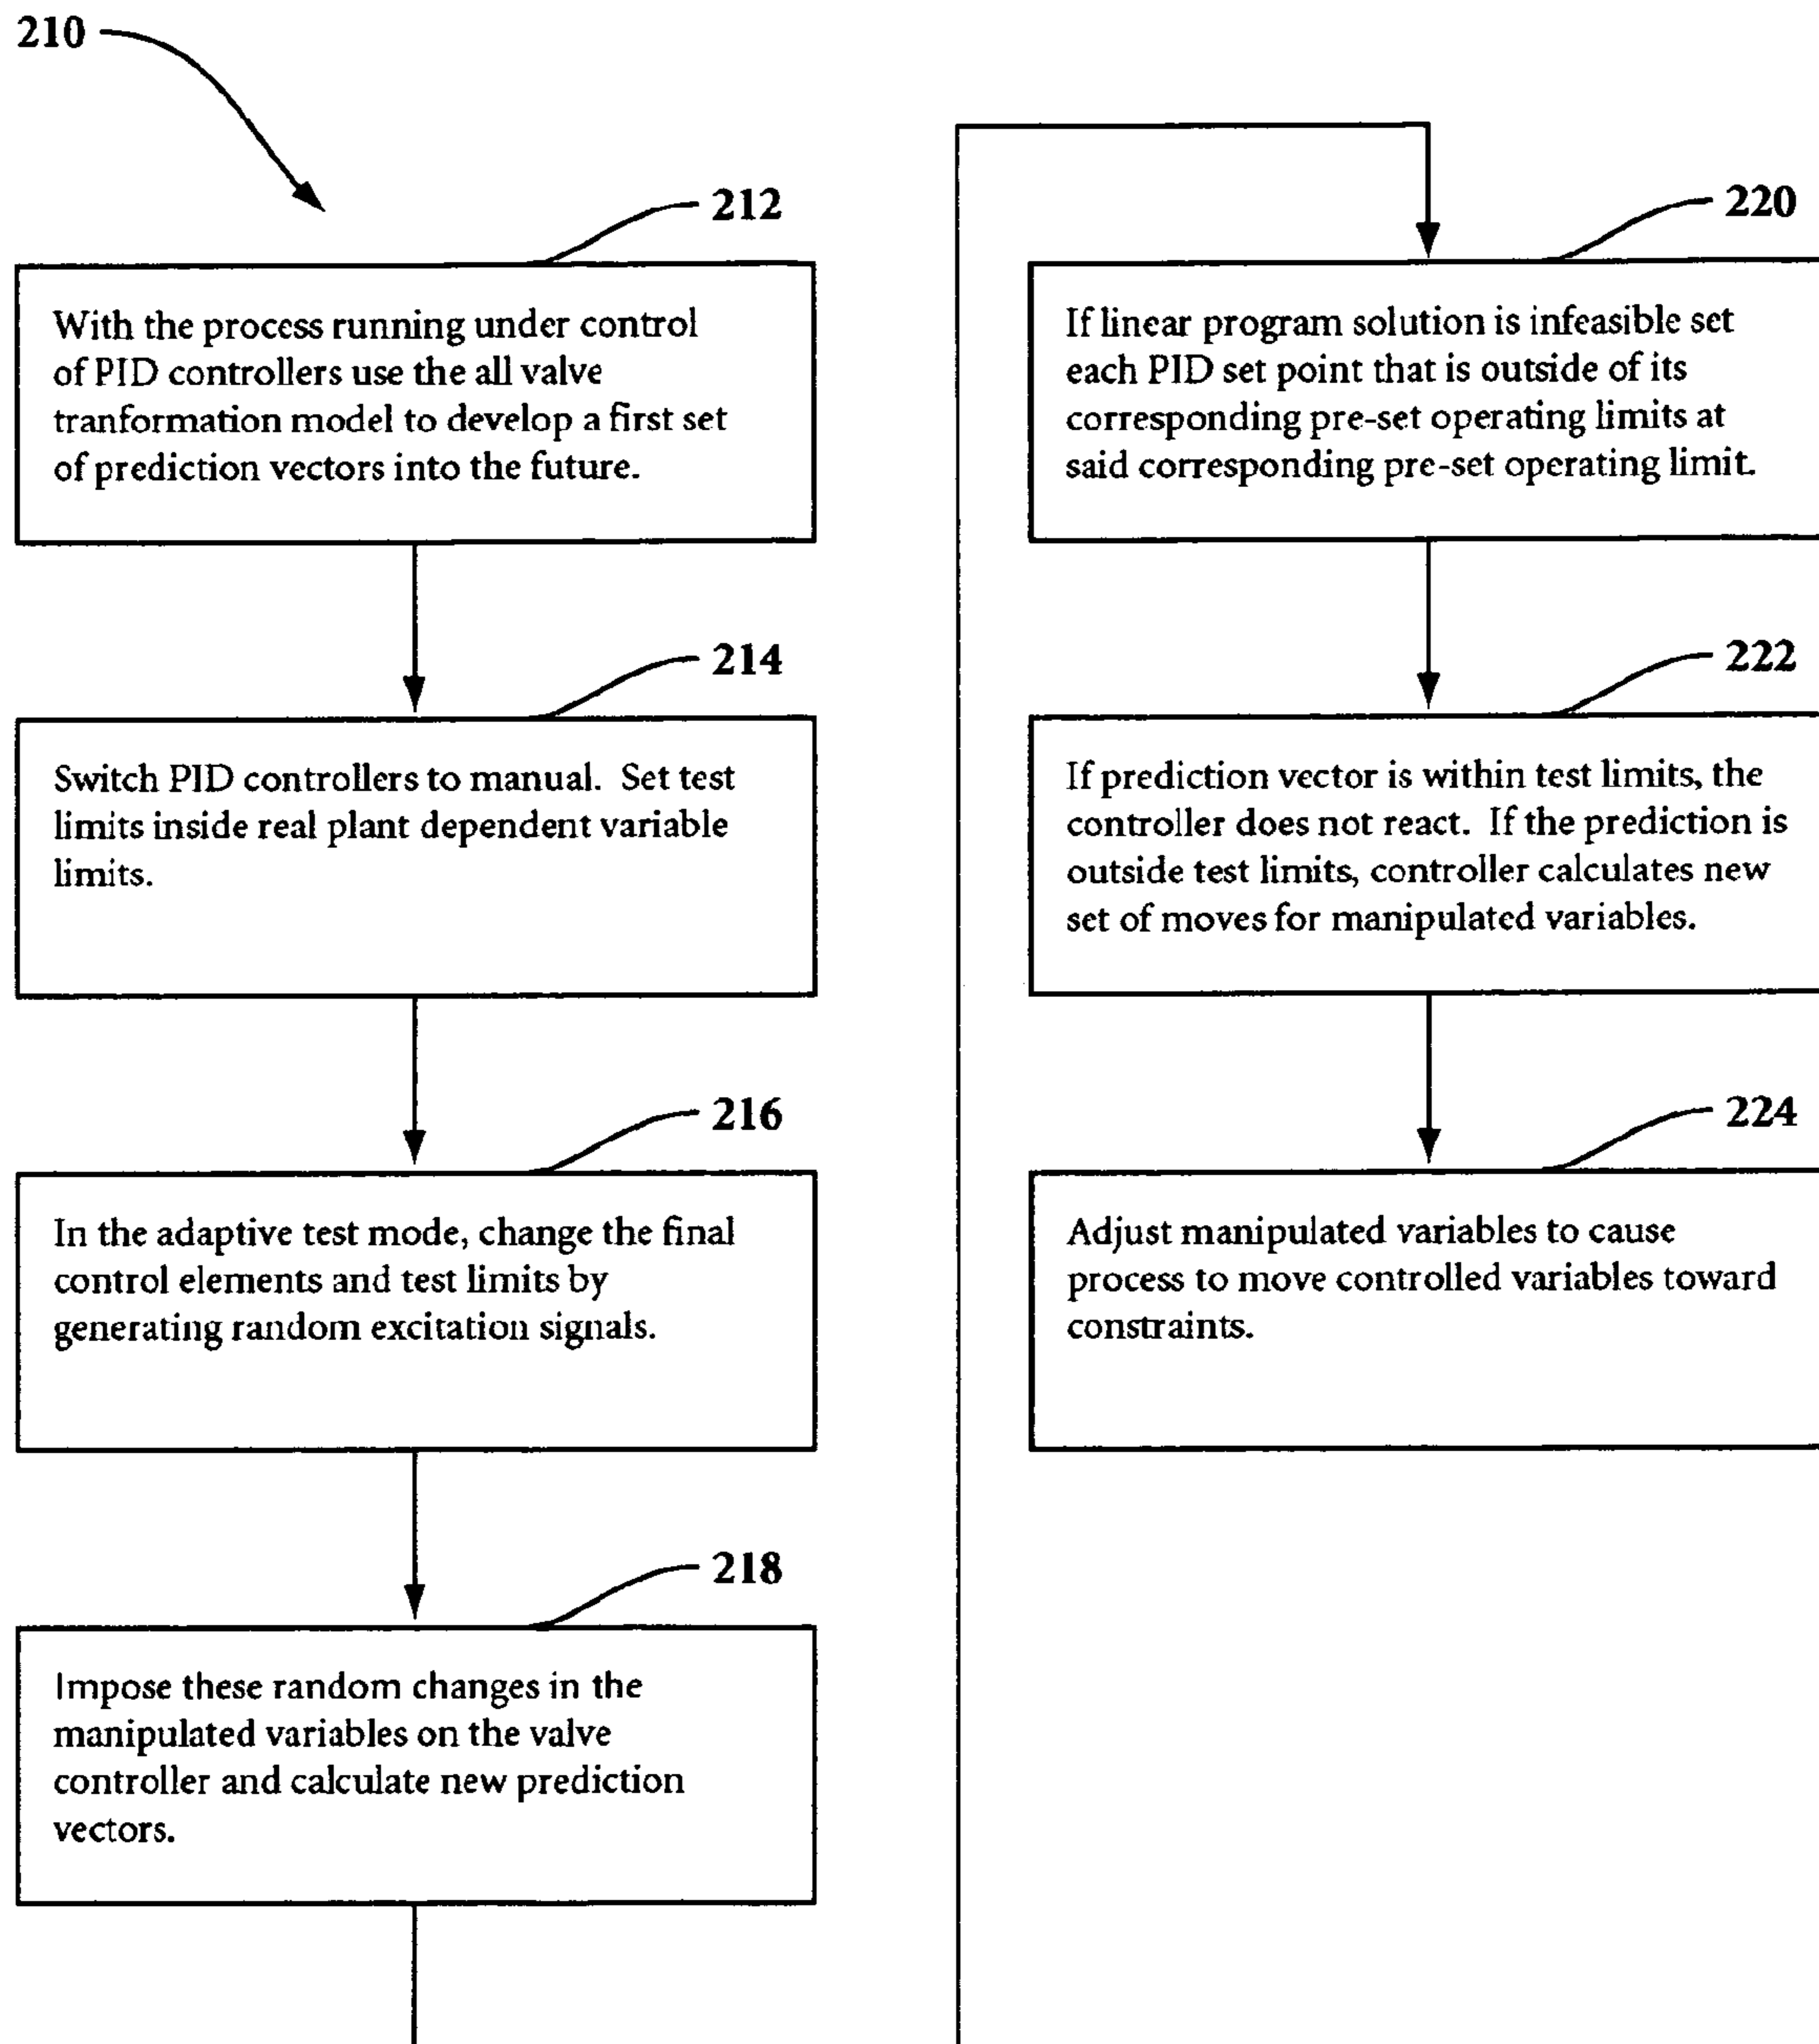 210
212
With the process running under control
of PID controllers use the all valve
tranformation model to develop a first set
of prediction vectors into the future.
214
Switch PID controllers to manual.  Set test
limits inside real plant dependent variable
limits.
216
In the adaptive test mode, change the final
control elements and test limits by
generating random excitation signals.
218
Impose these random changes in the
manipulated variables on the valve
controller and calculate new prediction
vectors.
220
If linear program solution is infeasible set
each PID set point that is outside of its
corresponding pre-set operating limits at
said corresponding pre-set operating limit.
222
If prediction vector is within test limits, the
controller does not react.  If the prediction is
outside test limits, controller calculates new
set of moves for manipulated variables.
224
Adjust manipulated variables to cause
process to move controlled variables toward
constraints.